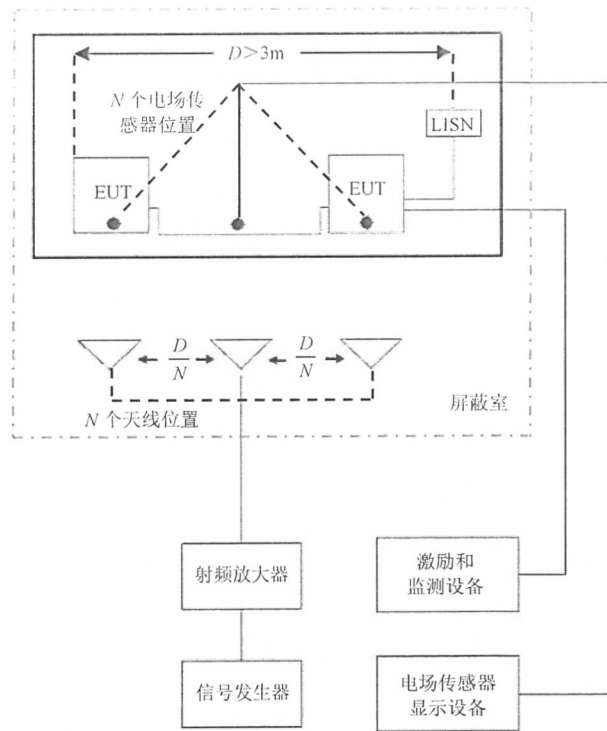 D＞3m
N 个电场传
感器位置
LISN
EUT
EUT
D/N
D/N
N 个天线位置
屏蔽室
射频放大器
激励和
监测设备
信号发生器
电场传感器
显示设备